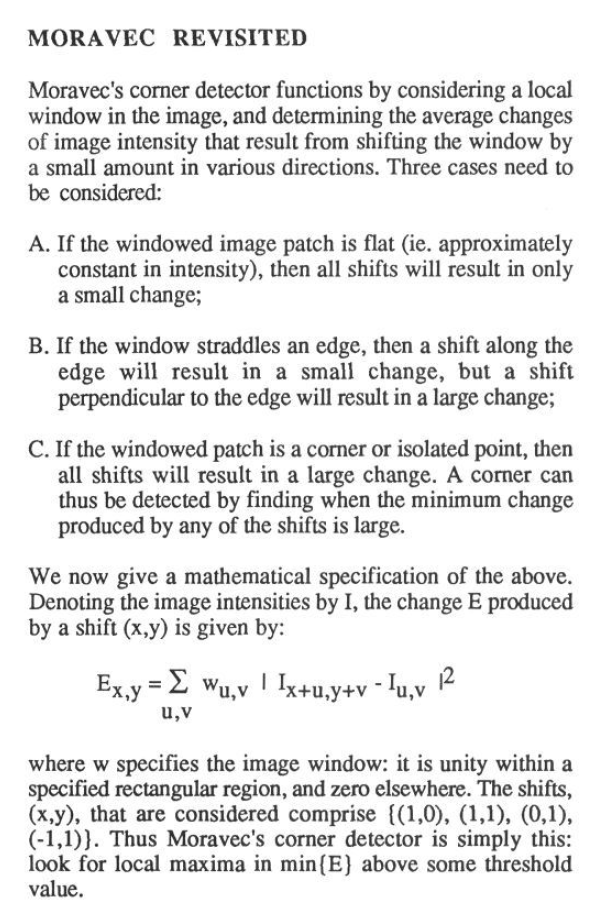 MORAVEC REVISITED
Moravec's corner detector functions by considering a local
window in the image, and determining the average changes
of image intensity that result from shifting the window by
a small amount in various directions. Three cases need to
be considered:
A. If the windowed image patch is flat (ie. approximately
constant in intensity), then all shifts will result in only
a small change;
B. If the window straddles an edge, then a shift along the
edge will result in a small change, but a shift
perpendicular to the edge will result in a large change;
C. If the windowed patch is a corner or isolated point, then
all shifts will result in a large change. A corner can
thus be detected by finding when the minimum change
produced by any of the shifts is large.
We now give a mathematical specification of the above.
Denoting the image intensities by I, the change E produced
by a shift (x,y) is given by:
Ex,y = Σ wu,v | Ix+u,y+v - Iu,v |2
u,v
where w specifies the image window: it is unity within a
specified rectangular region, and zero elsewhere. The shifts,
(x,y), that are considered comprise {(1,0), (1,1), (0,1),
(-1,1)}. Thus Moravec's corner detector is simply this:
look for local maxima in min{E} above some threshold
value.